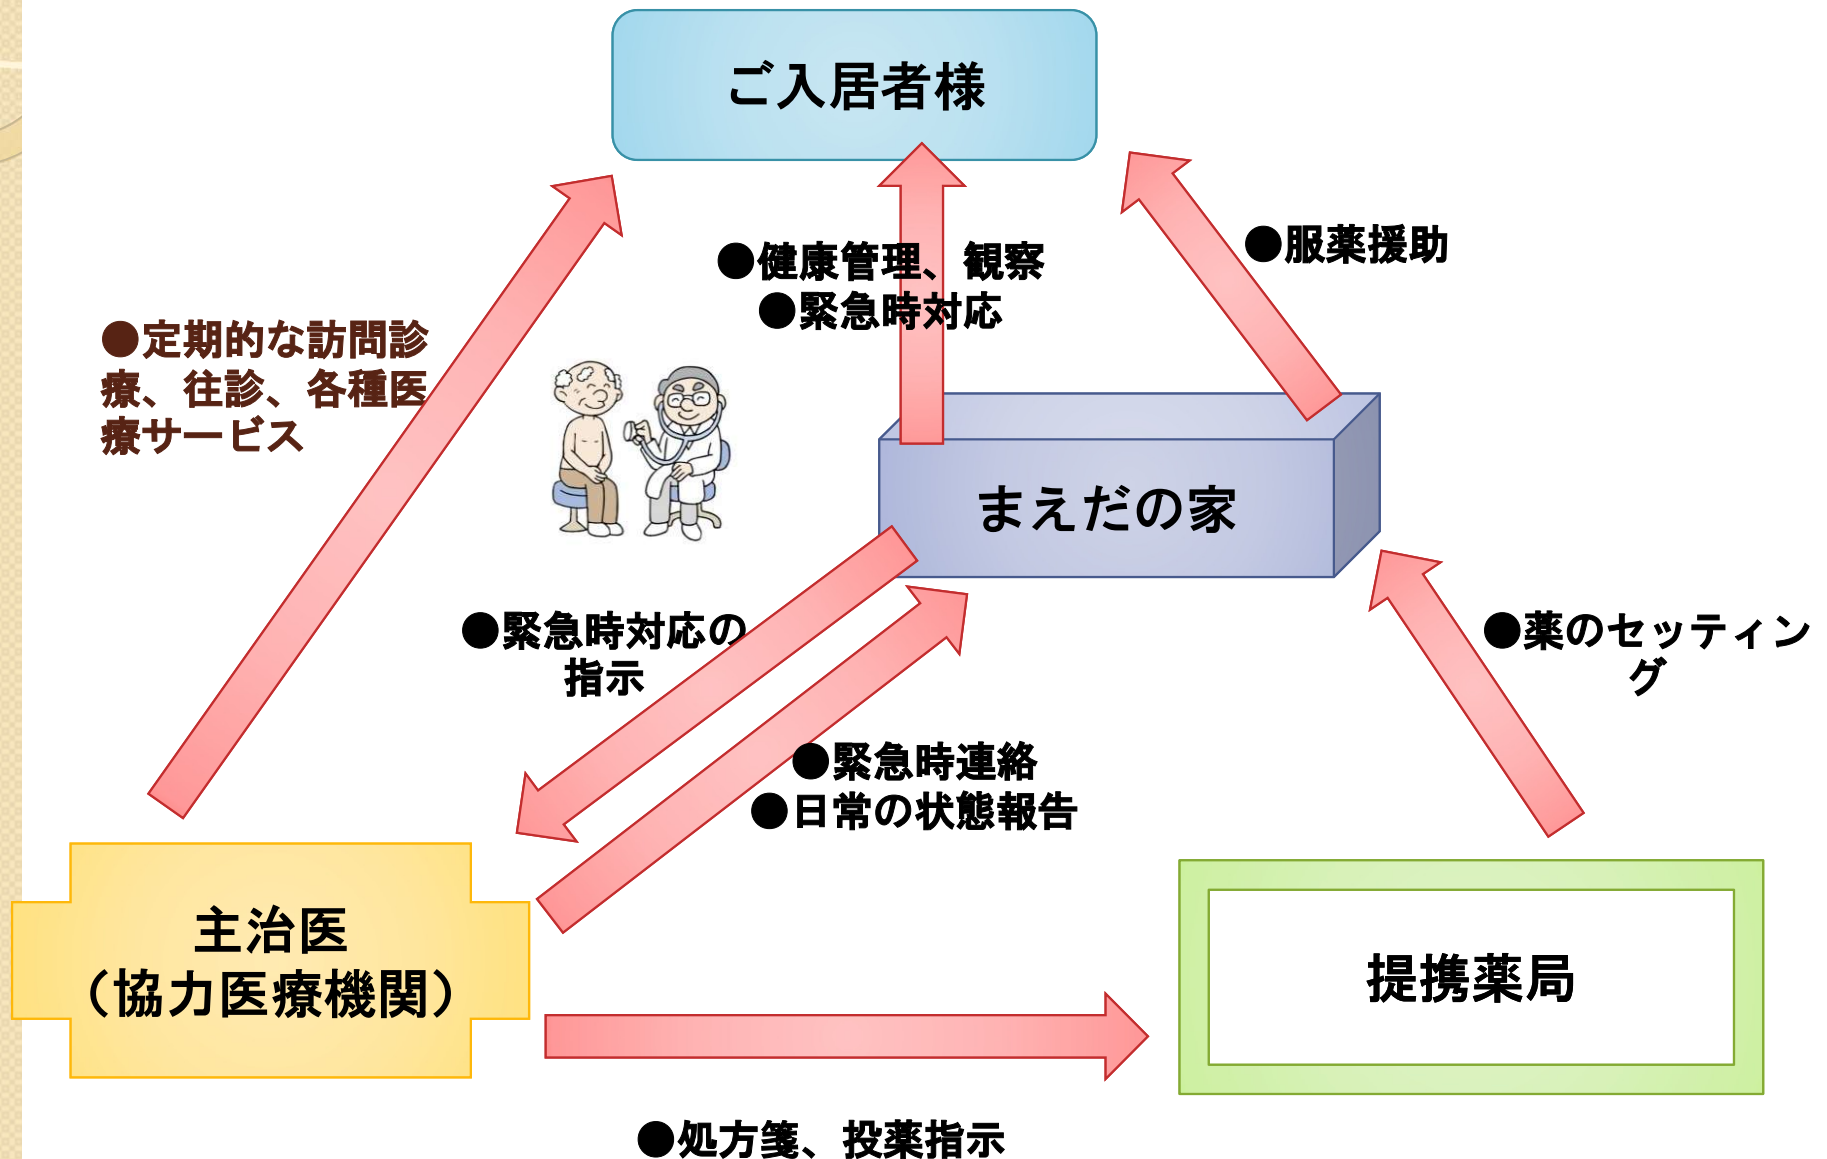 ご入居者様
●健康管理、観察
●緊急時対応
●服薬援助
●定期的な訪問診
療、往診、各種医
療サービス
まえだの家
●緊急時対応の
指示
●薬のセッティン
グ
●緊急時連絡
●日常の状態報告
主治医
（協力医療機関）
提携薬局
●処方箋、投薬指示